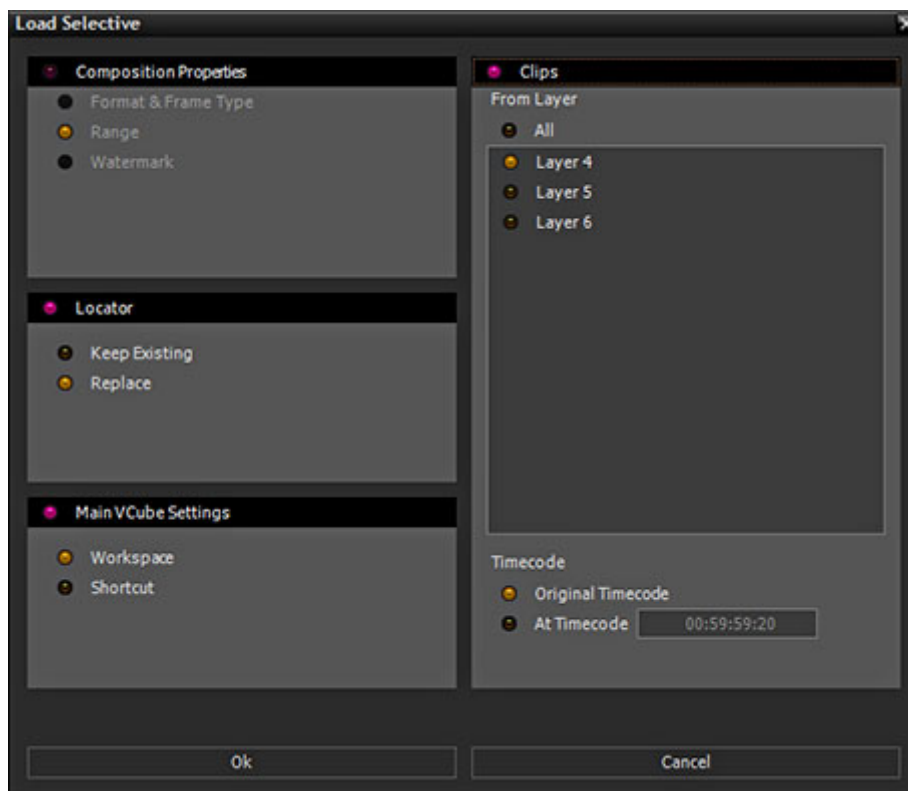 Load Selective
Composition Properties
Format & Frame Type
Range
Watermark
Locator
Keep Existing
Replace
Main VCube Settings
Workspace
Shortcut
Clips
From Layer
All
Layer 4
Layer 5
Layer 6
Timecode
Original Timecode
At Timecode 00:59:59:20
Ok
Cancel